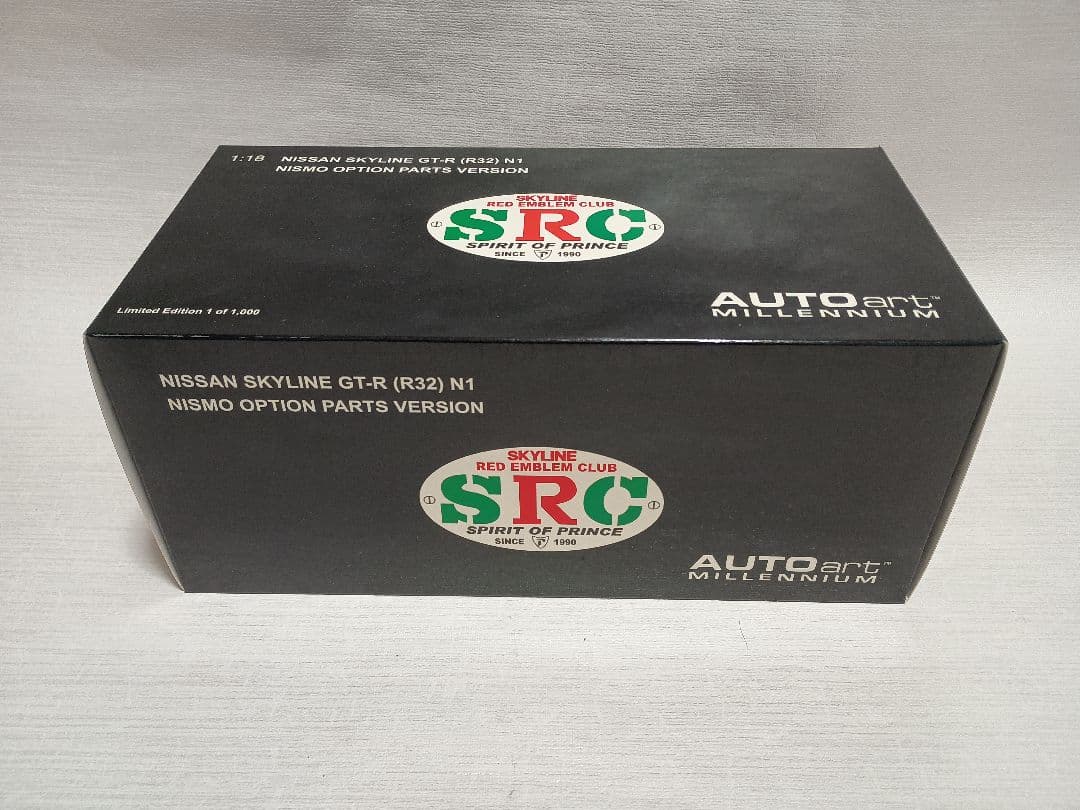 1:18 NISSAN SKYLINE GT-R (R32) N1
NISMO OPTION PARTS VERSION
SKYLINE
RED EMBLEM CLUB
SRC
SPIRIT OF PRINCE
SINCE 1990
Limited Edition 1 of 1,000
AUTOart™
MILLENNIUM
NISSAN SKYLINE GT-R (R32) N1
NISMO OPTION PARTS VERSION
SKYLINE
RED EMBLEM CLUB
SRC
SPIRIT OF PRINCE
SINCE 1990
AUTOart™
MILLENNIUM